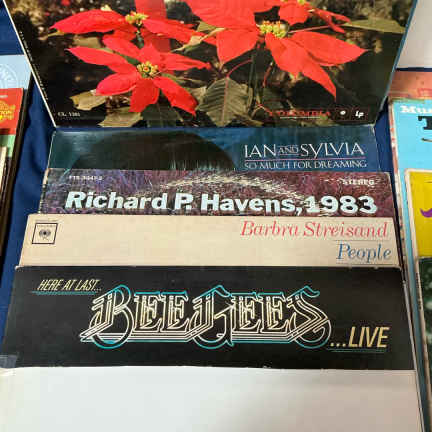 CL 1201
COLUMBIA Lp
IAN AND SYLVIA
SO MUCH FOR DREAMING
STEREO
Richard P. Havens, 1983
Barbra Streisand
People
HERE AT LAST...
BEE GEES
...LIVE